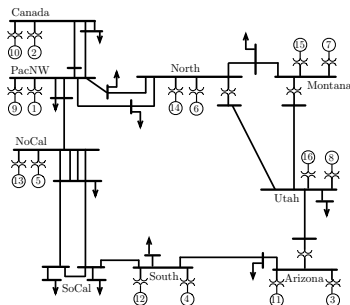 Canada
10 2
PacNW
9 1
North
14 6
15 7
Montana
NoCal
13 5
16 8
Utah
SoCal
South
12 4
Arizona
11 3